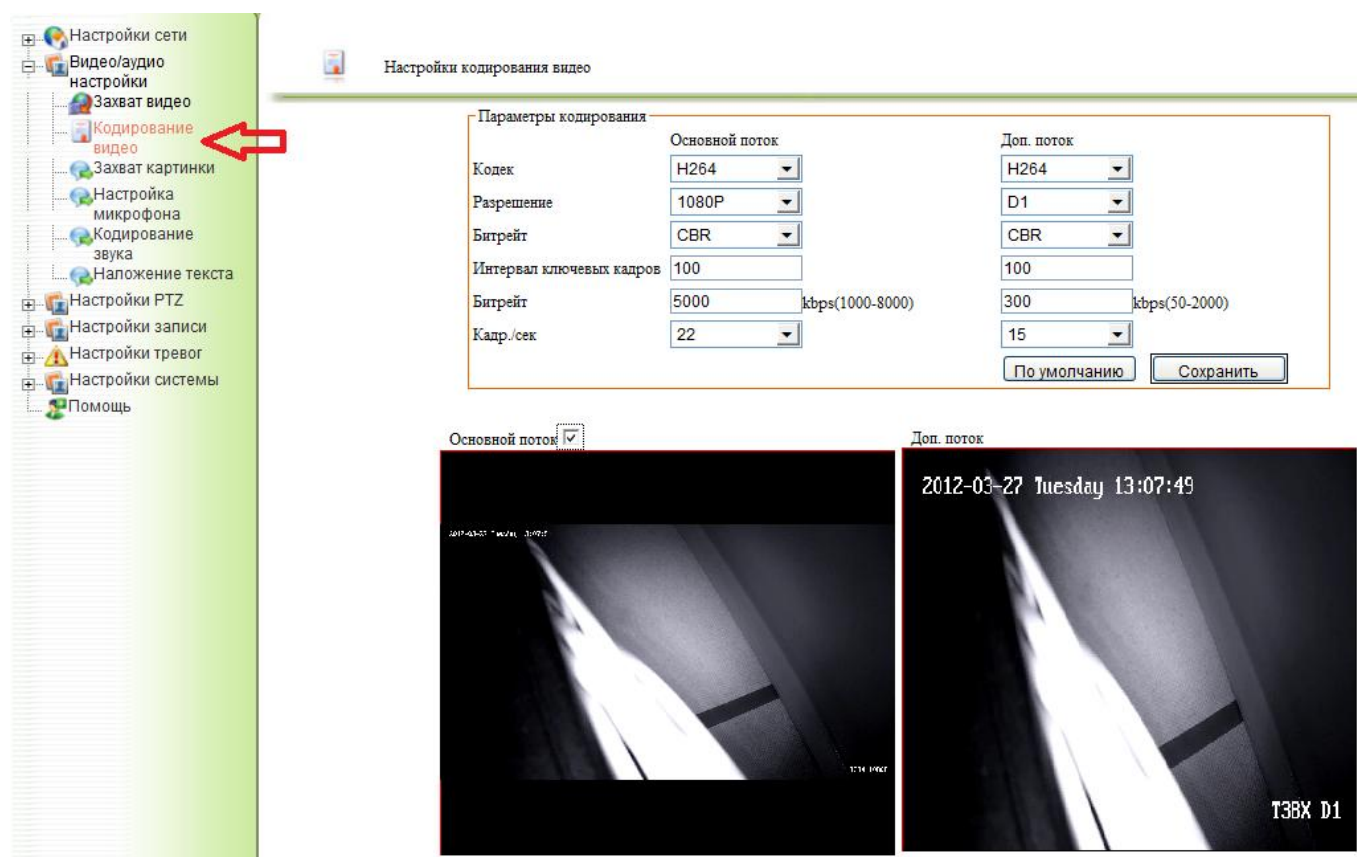 Настройки сети
Видео/аудио
настройки
Захват видео
Кодирование
видео
Захват картинки
Настройка
микрофона
Кодирование
звука
Наложение текста
Настройки PTZ
Настройки записи
Настройки тревог
Настройки системы
Помощь
Настройки кодирования видео
Параметры кодирования
Основной поток Доп. поток
Кодек H264 H264
Разрешение 1080P D1
Битрейт CBR CBR
Интервал ключевых кадров 100 100
Битрейт 5000 kbps(1000-8000) 300 kbps(50-2000)
Кадр./сек 22 15
По умолчанию Сохранить
Основной поток Доп. поток
2012-03-27 Tuesday 13:07:49
T38X D1